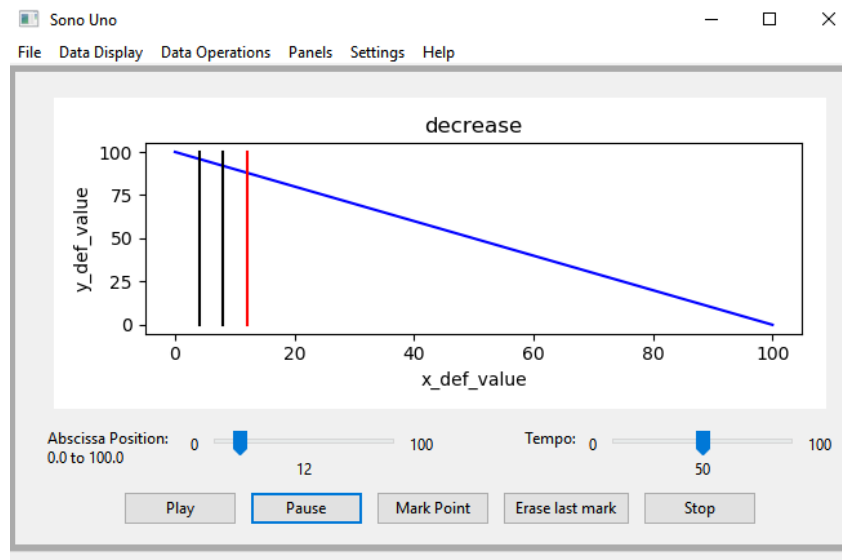 Sono Uno
File Data Display Data Operations Panels Settings Help
decrease
y_def_value
100
75
50
25
0
0 20 40 60 80 100
x_def_value
Abscissa Position: 0 100 Tempo: 0 100
0.0 to 100.0
12 50
Play Pause Mark Point Erase last mark Stop